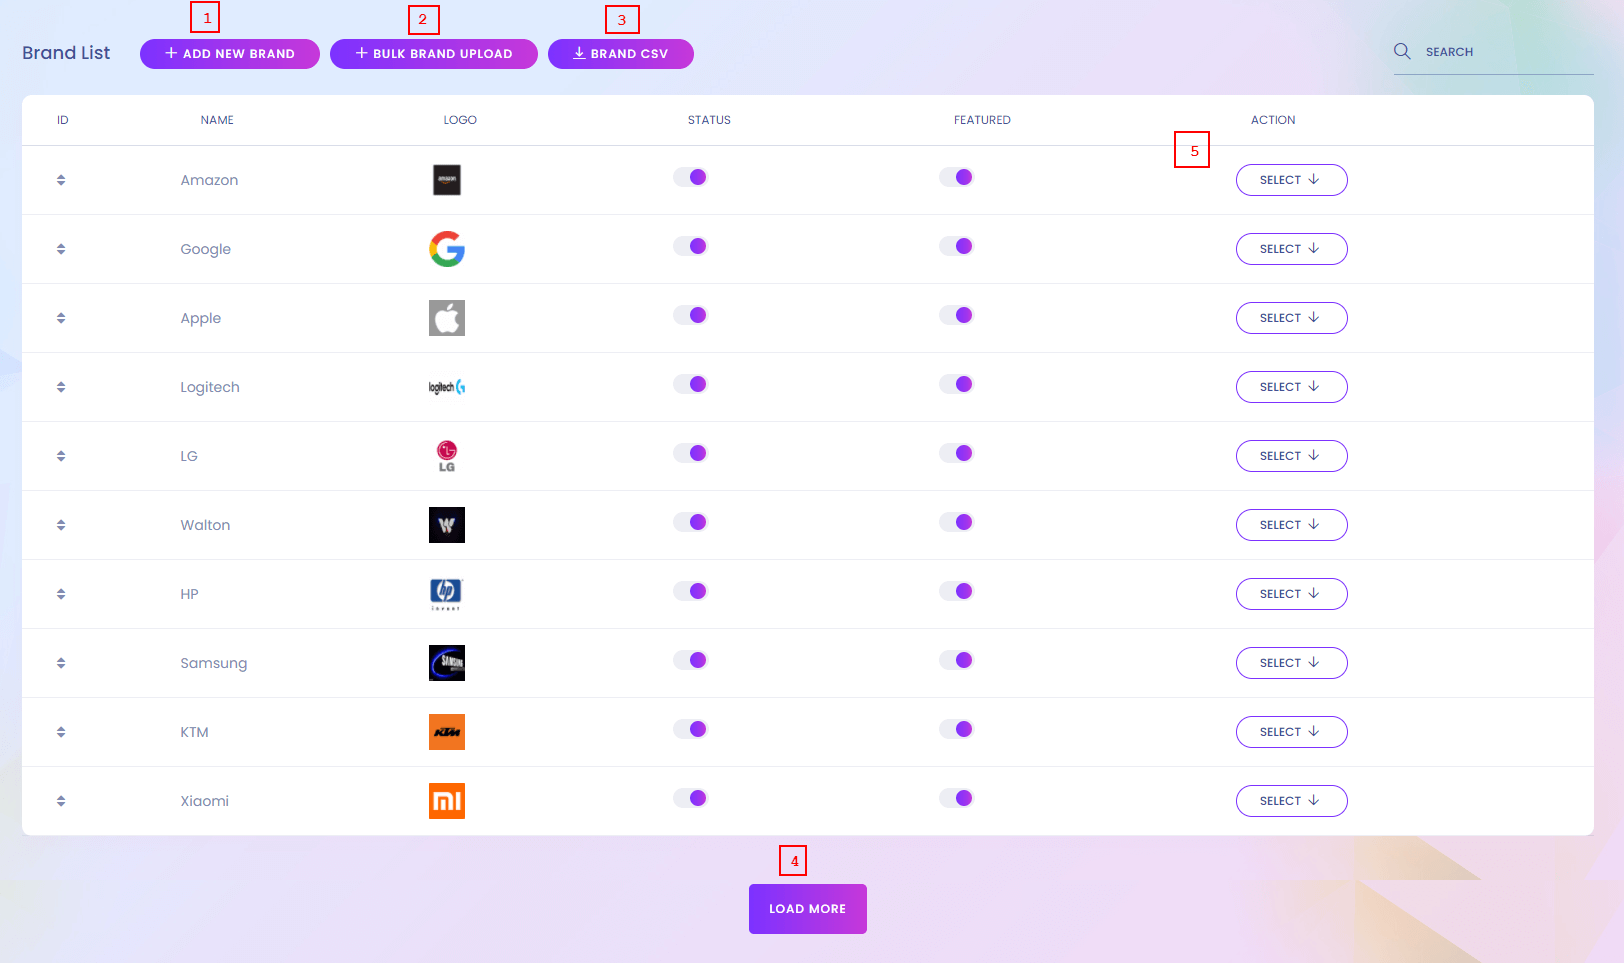 1
2
3
Brand List
ADD NEW BRAND
BULK BRAND UPLOAD
BRAND CSV
SEARCH
ID NAME LOGO STATUS FEATURED ACTION
5
Amazon amazon SELECT
Google SELECT
Apple SELECT
Logitech logitech SELECT
LG LG SELECT
Walton SELECT
HP hp invent SELECT
Samsung SAMSUNG SELECT
KTM KTM SELECT
Xiaomi MI SELECT
4
LOAD MORE